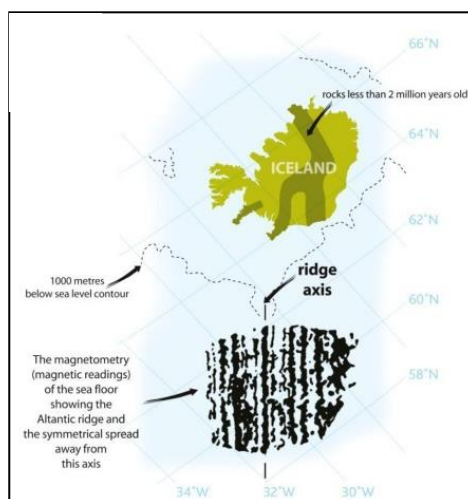 66°N
rocks less than 2 million years old
64°N
ICELAND
62°N
ridge
axis
1000 metres
below sea level contour
60°N
The magnetometry
(magnetic readings)
of the sea floor
showing the
Altantic ridge and
the symmetrical spread
away from
this axis
58°N
34°W
32°W
30°W